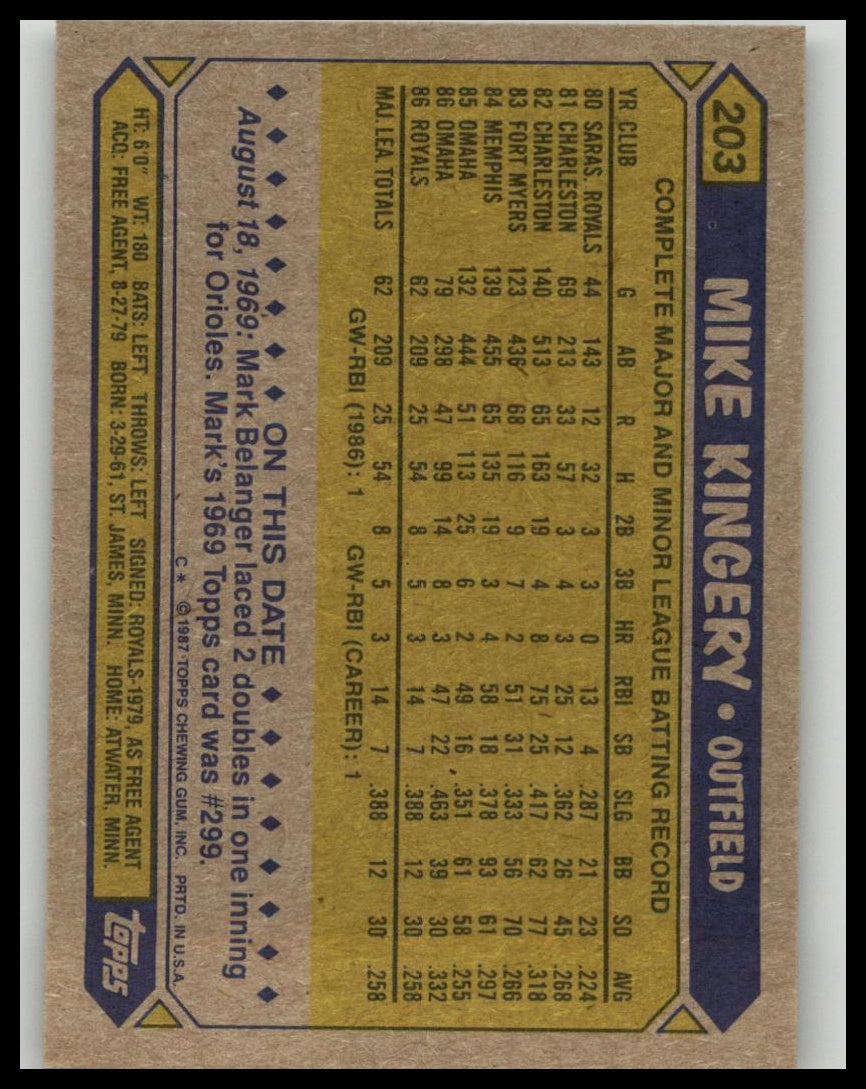 203 MIKE KINGERY • OUTFIELD
COMPLETE MAJOR AND MINOR LEAGUE BATTING RECORD
YR CLUB G AB R H 2B 3B HR RBI SB SLG BB SO AVG
80 SARAS. ROYALS 44 143 12 32 3 3 0 13 4 .287 21 23 .224
81 CHARLESTON 69 213 33 57 3 4 3 25 12 .362 26 45 .268
82 CHARLESTON 140 513 65 163 19 4 8 75 25 .417 62 77 .318
83 FORT MYERS 123 436 68 116 9 7 2 51 31 .333 56 70 .266
84 MEMPHIS 139 455 65 135 19 3 4 58 18 .378 93 61 .297
85 OMAHA 132 444 51 113 25 6 2 49 16 .351 61 58 .255
86 OMAHA 79 298 47 99 14 8 3 47 22 .463 39 30 .332
86 ROYALS 62 209 25 54 8 5 3 14 7 .388 12 30 .258
MAJ. LEA. TOTALS 62 209 25 54 8 5 3 14 7 .388 12 30 .258
GW-RBI (1986): 1 GW-RBI (CAREER): 1
ON THIS DATE
August 18, 1969: Mark Belanger laced 2 doubles in one inning
for Orioles. Mark's 1969 Topps card was #299.
C* ©1987 TOPPS CHEWING GUM, INC. PRTD. IN U.S.A.
HT: 6'0" WT: 180 BATS: LEFT THROWS: LEFT SIGNED: ROYALS-1979, AS FREE AGENT
ACQ: FREE AGENT, 8-27-79 BORN: 3-29-61, ST. JAMES, MINN. HOME: ATWATER, MINN.
topps